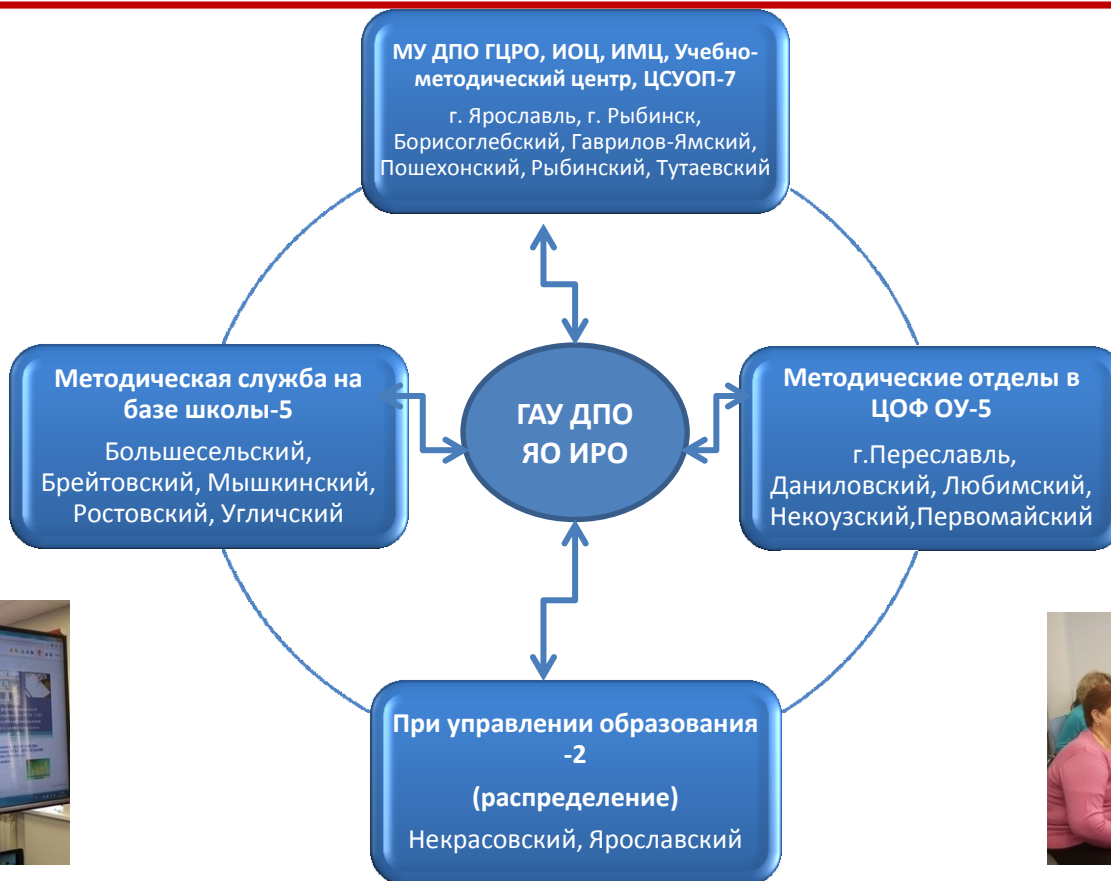 МУ ДПО ГЦРО, ИОЦ, ИМЦ, Учебно-
методический центр, ЦСУОП-7
г. Ярославль, г. Рыбинск,
Борисоглебский, Гаврилов-Ямский,
Пошехонский, Рыбинский, Тутаевский
Методическая служба на
базе школы-5
Большесельский,
Брейтовский, Мышкинский,
Ростовский, Угличский
ГАУ ДПО
ЯО ИРО
Методические отделы в
ЦОФ ОУ-5
г.Переславль,
Даниловский, Любимский,
Некоузский,Первомайский
При управлении образования
-2
(распределение)
Некрасовский, Ярославский